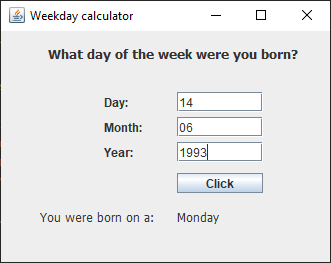 Weekday calculator
What day of the week were you born?
Day: 14
Month: 06
Year: 1993
Click
You were born on a: Monday